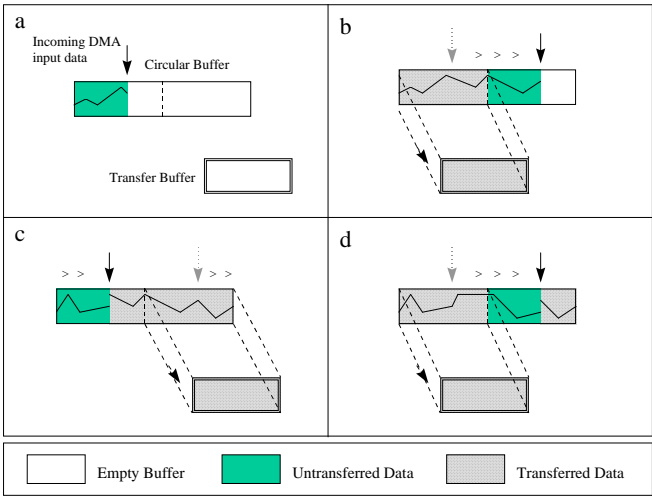 a
Incoming DMA
input data
Circular Buffer
Transfer Buffer
b
> > >
c
> >
> >
d
> > >
Empty Buffer
Untransferred Data
Transferred Data